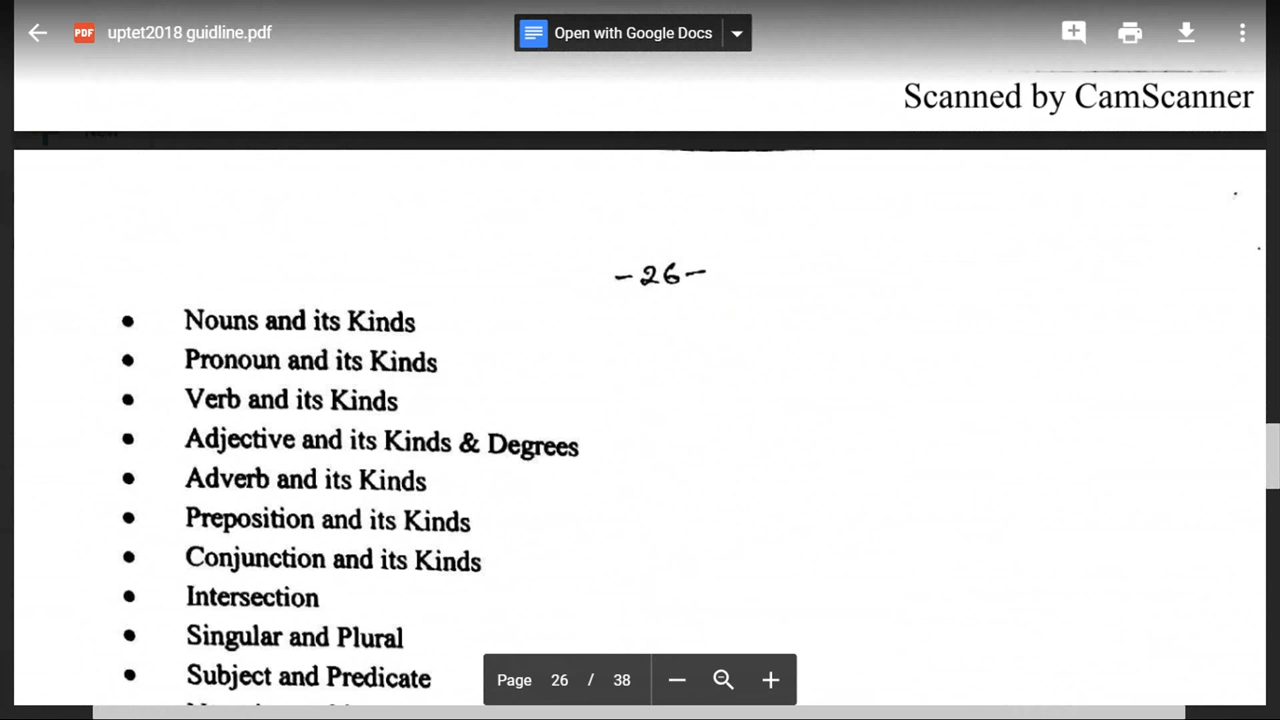 PDF uptet2018 guidline.pdf
Open with Google Docs
Scanned by CamScanner
-26-
• Nouns and its Kinds
• Pronoun and its Kinds
• Verb and its Kinds
• Adjective and its Kinds & Degrees
• Adverb and its Kinds
• Preposition and its Kinds
• Conjunction and its Kinds
• Intersection
• Singular and Plural
• Subject and Predicate
Page 26 / 38